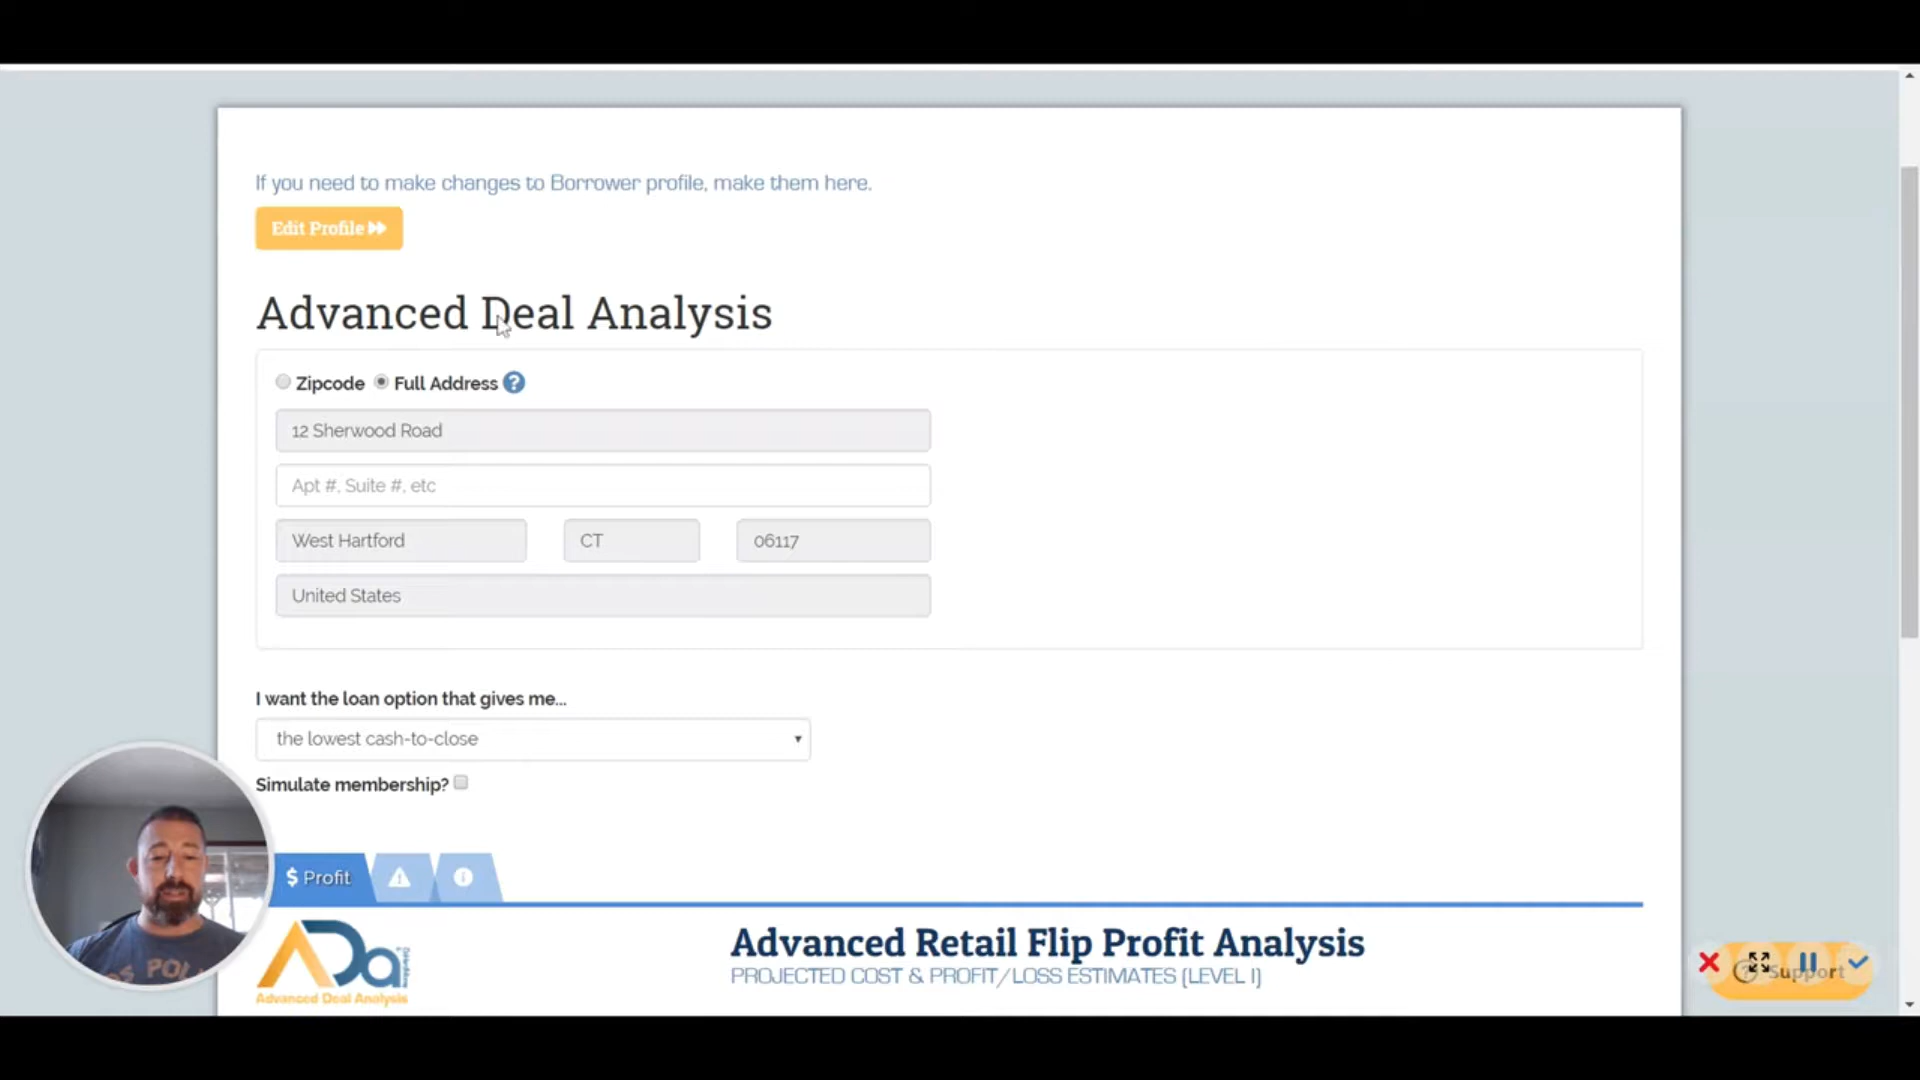 If you need to make changes to Borrower profile, make them here.
Edit Profile
Advanced Deal Analysis
Zipcode Full Address ?
12 Sherwood Road
Apt #, Suite #, etc
West Hartford CT 06117
United States
I want the loan option that gives me...
the lowest cash-to-close
Simulate membership?
$ Profit
ADa
Advanced Deal Analysis
Advanced Retail Flip Profit Analysis
PROJECTED COST & PROFIT/LOSS ESTIMATES (LEVEL I)
Support